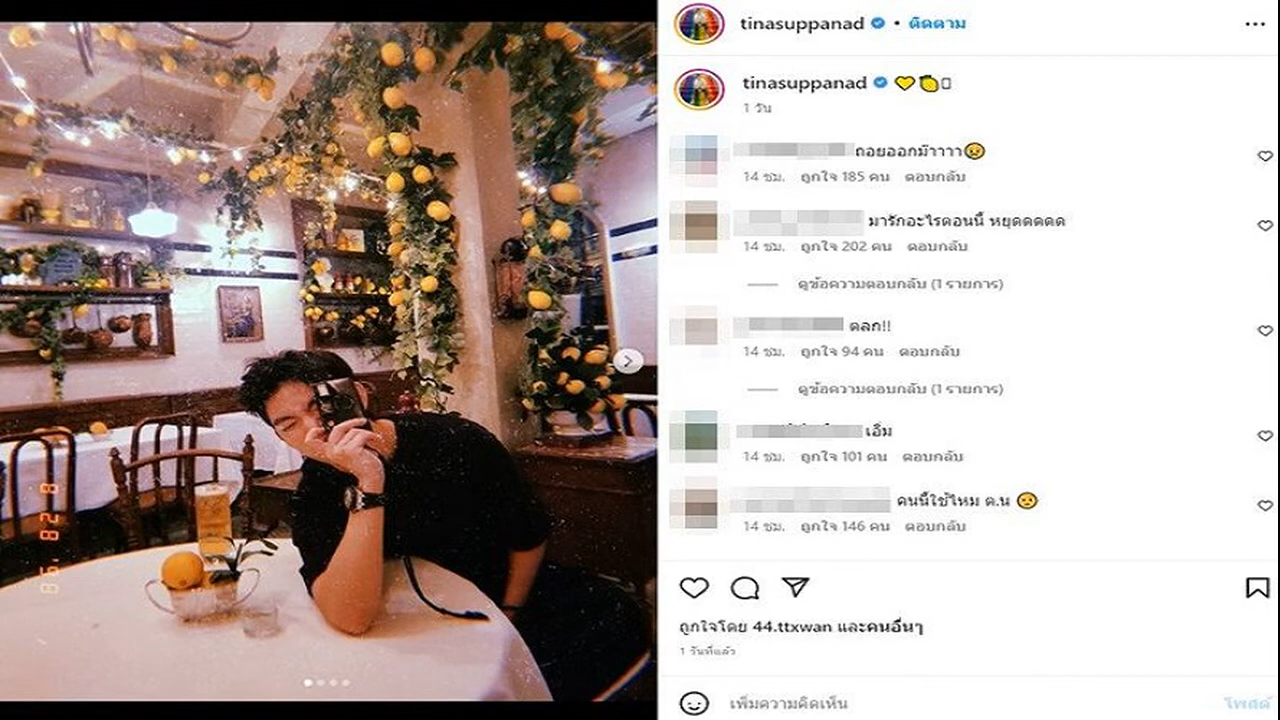 tinasuppanad • ติดตาม
tinasuppanad 💛🍋
1 วัน
ถอยออกม๊าาาา😥
14 ชม. ถูกใจ 185 คน ตอบกลับ
มารักอะไรตอนนี้ หยุดดดดด
14 ชม. ถูกใจ 202 คน ตอบกลับ
ดูข้อความตอบกลับ (1 รายการ)
ตลก!!
14 ชม. ถูกใจ 94 คน ตอบกลับ
ดูข้อความตอบกลับ (1 รายการ)
เอิ่ม
14 ชม. ถูกใจ 101 คน ตอบกลับ
คนนี้ใช่ไหม ต.น 😟
14 ชม. ถูกใจ 146 คน ตอบกลับ
ถูกใจโดย 44.ttxwan และคนอื่นๆ
1 วันที่แล้ว
เพิ่มความคิดเห็น
โพสต์
8 28 '98